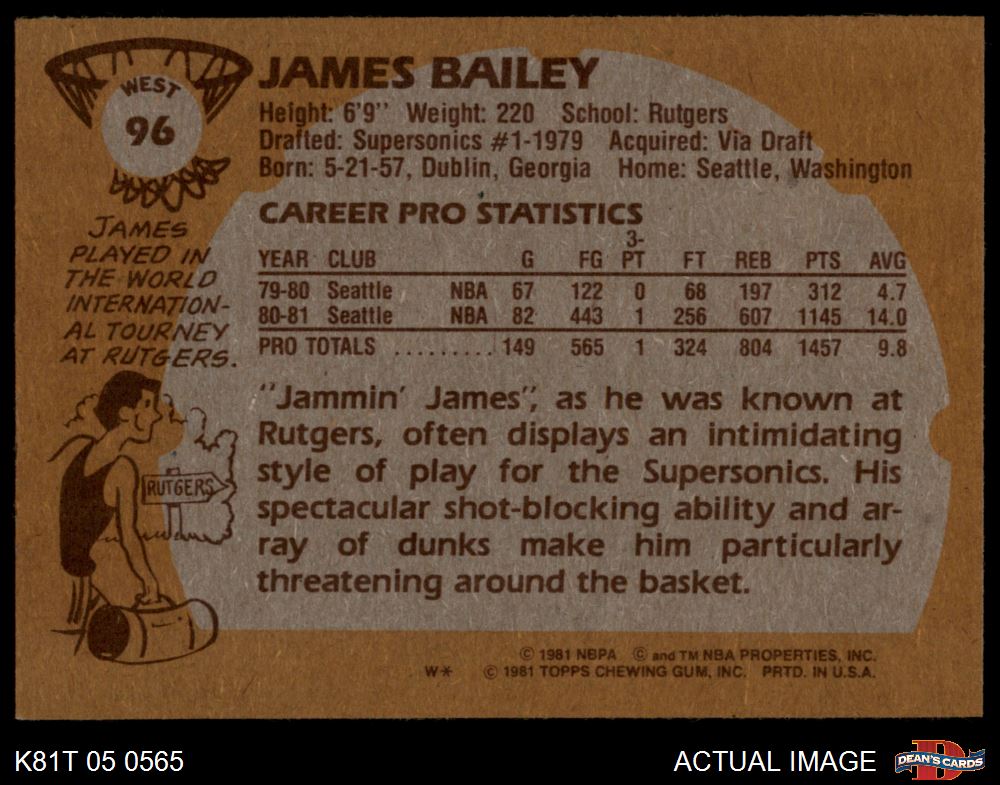 WEST
96
JAMES BAILEY
Height: 6'9'' Weight: 220 School: Rutgers
Drafted: Supersonics #1-1979 Acquired: Via Draft
Born: 5-21-57, Dublin, Georgia Home: Seattle, Washington
JAMES
PLAYED IN
THE WORLD
INTERNATION-
AL TOURNEY
AT RUTGERS.
RUTGERS
CAREER PRO STATISTICS
YEAR CLUB G FG 3-PT FT REB PTS AVG
79-80 Seattle NBA 67 122 0 68 197 312 4.7
80-81 Seattle NBA 82 443 1 256 607 1145 14.0
PRO TOTALS .......... 149 565 1 324 804 1457 9.8
"Jammin' James", as he was known at
Rutgers, often displays an intimidating
style of play for the Supersonics. His
spectacular shot-blocking ability and ar-
ray of dunks make him particularly
threatening around the basket.
© 1981 NBPA © and TM NBA PROPERTIES, INC.
W* © 1981 TOPPS CHEWING GUM, INC. PRTD. IN U.S.A.
K81T 05 0565
ACTUAL IMAGE
D
DEAN'S CARDS